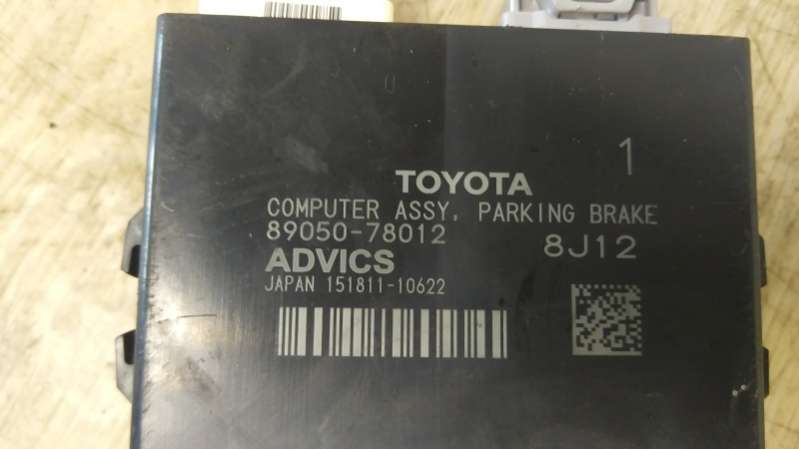 1
TOYOTA
COMPUTER ASSY, PARKING BRAKE
89050-78012 8J12
ADVICS
JAPAN 151811-10622